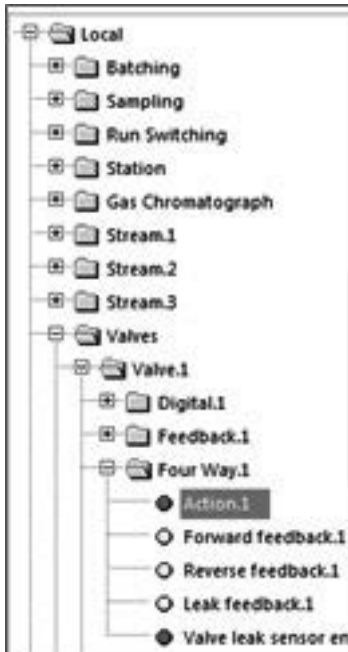 Local
Batching
Sampling
Run Switching
Station
Gas Chromatograph
Stream.1
Stream.2
Stream.3
Valves
Valve.1
Digital.1
Feedback.1
Four Way.1
Action.1
Forward feedback.1
Reverse feedback.1
Leak feedback.1
Valve leak sensor en